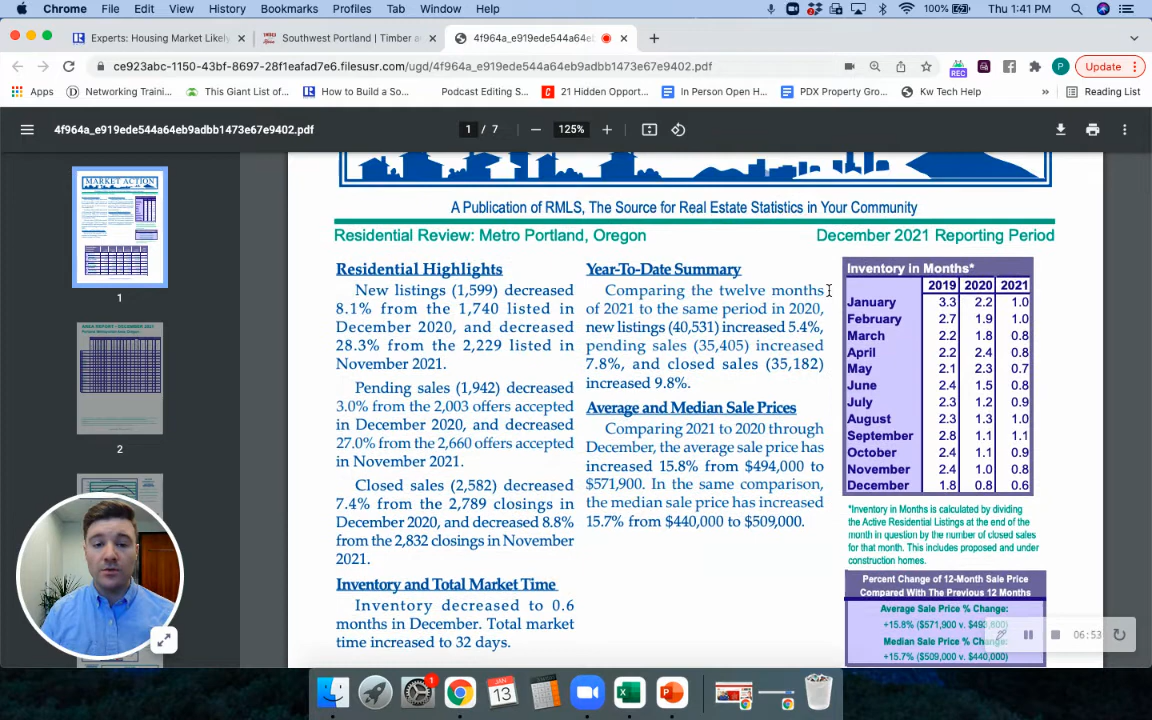 Chrome File Edit View History Bookmarks Profiles Tab Window Help 100% Thu 1:41 PM
Experts: Housing Market Likely × Southwest Portland | Timber a × 4f964a_e919ede544a64eb × +
ce923abc-1150-43bf-8697-28f1eafad7e6.filesusr.com/ugd/4f964a_e919ede544a64eb9adbb1473e67e9402.pdf REC P Update
Apps Networking Traini... This Giant List of... How to Build a So... Podcast Editing S... 21 Hidden Opport... In Person Open H... PDX Property Gro... Kw Tech Help » Reading List
4f964a_e919ede544a64eb9adbb1473e67e9402.pdf 1 / 7 − 125% +
MARKET ACTION
1
2
A Publication of RMLS, The Source for Real Estate Statistics in Your Community
Residential Review: Metro Portland, Oregon December 2021 Reporting Period
Residential Highlights
New listings (1,599) decreased
8.1% from the 1,740 listed in
December 2020, and decreased
28.3% from the 2,229 listed in
November 2021.
Pending sales (1,942) decreased
3.0% from the 2,003 offers accepted
in December 2020, and decreased
27.0% from the 2,660 offers accepted
in November 2021.
Closed sales (2,582) decreased
7.4% from the 2,789 closings in
December 2020, and decreased 8.8%
from the 2,832 closings in November
2021.
Inventory and Total Market Time
Inventory decreased to 0.6
months in December. Total market
time increased to 32 days.
Year-To-Date Summary
Comparing the twelve months
of 2021 to the same period in 2020,
new listings (40,531) increased 5.4%,
pending sales (35,405) increased
7.8%, and closed sales (35,182)
increased 9.8%.
Average and Median Sale Prices
Comparing 2021 to 2020 through
December, the average sale price has
increased 15.8% from $494,000 to
$571,900. In the same comparison,
the median sale price has increased
15.7% from $440,000 to $509,000.
Inventory in Months*
2019 2020 2021
January 3.3 2.2 1.0
February 2.7 1.9 1.0
March 2.2 1.8 0.8
April 2.2 2.4 0.8
May 2.1 2.3 0.7
June 2.4 1.5 0.8
July 2.3 1.2 0.9
August 2.3 1.3 1.0
September 2.8 1.1 1.1
October 2.4 1.1 0.9
November 2.4 1.0 0.8
December 1.8 0.8 0.6
*Inventory in Months is calculated by dividing
the Active Residential Listings at the end of the
month in question by the number of closed sales
for that month. This includes proposed and under
construction homes.
Percent Change of 12-Month Sale Price
Compared With The Previous 12 Months
Average Sale Price % Change:
+15.8% ($571,900 v.
Median Sale Price % Change:
+15.7% ($509,000 v. $440,000)
06:53
1
JAN
13